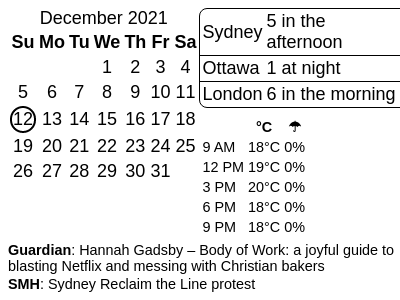 December 2021
Su Mo Tu We Th Fr Sa
1 2 3 4
5 6 7 8 9 10 11
12 13 14 15 16 17 18
19 20 21 22 23 24 25
26 27 28 29 30 31
Sydney 5 in the
afternoon
Ottawa 1 at night
London 6 in the morning
°C ☂
9 AM 18°C 0%
12 PM 19°C 0%
3 PM 20°C 0%
6 PM 18°C 0%
9 PM 18°C 0%
Guardian: Hannah Gadsby – Body of Work: a joyful guide to
blasting Netflix and messing with Christian bakers
SMH: Sydney Reclaim the Line protest